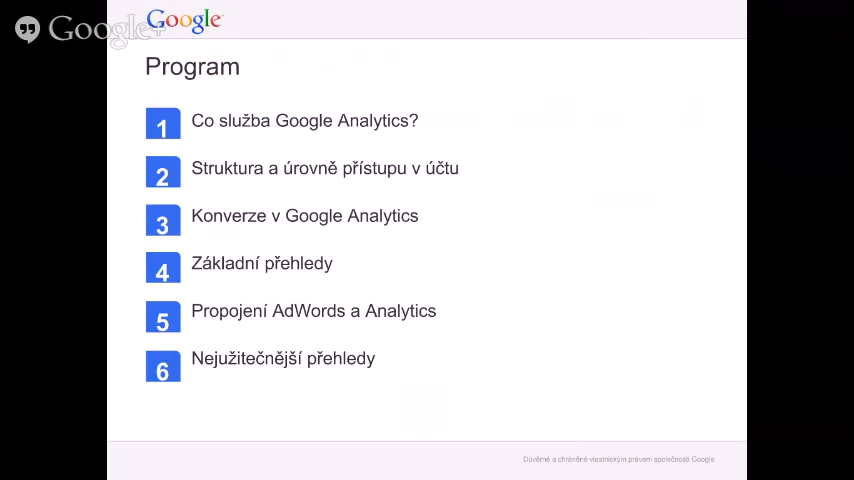 Google+
Google
Program
1 Co služba Google Analytics?
2 Struktura a úrovně přístupu v účtu
3 Konverze v Google Analytics
4 Základní přehledy
5 Propojení AdWords a Analytics
6 Nejužitečnější přehledy
Důvěrné a chráněné vlastnickým právem společnosti Google